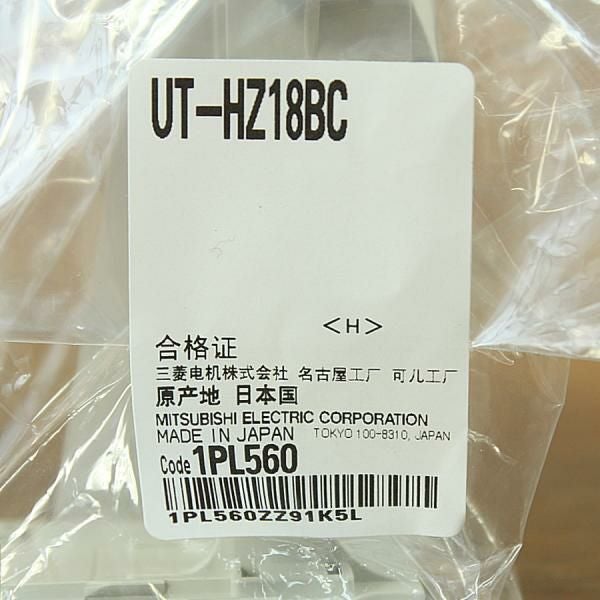 UT-HZ18BC
<H>
合格证
三菱电机株式会社 名古屋工厂 可儿工厂
原产地 日本国
MITSUBISHI ELECTRIC CORPORATION
MADE IN JAPAN TOKYO 100-8310, JAPAN
Code 1PL560
1PL560ZZ91K5L